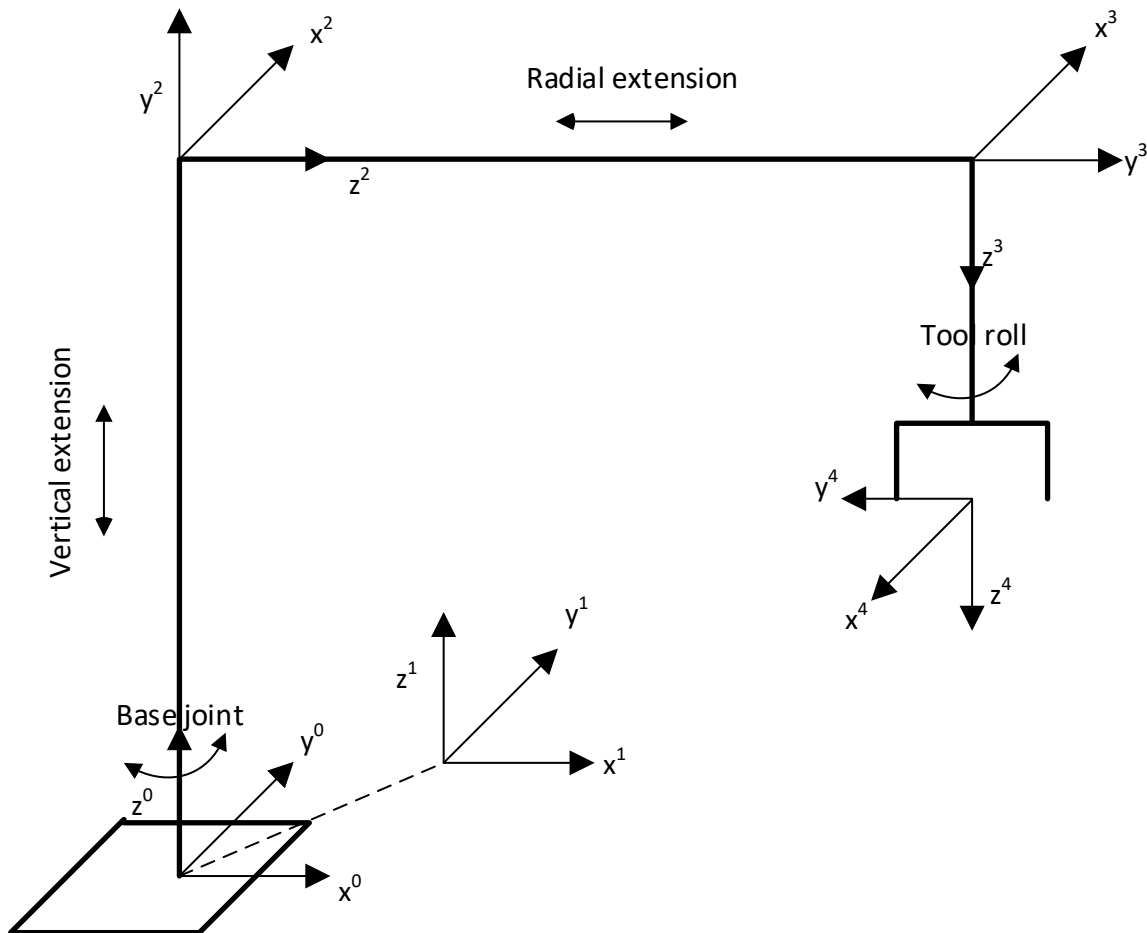 x²
x³
Radial extension
y²
y³
z²
z³
Tool roll
Vertical extension
y⁴
x⁴
z⁴
y¹
z¹
Base joint
y⁰
x¹
z⁰
x⁰